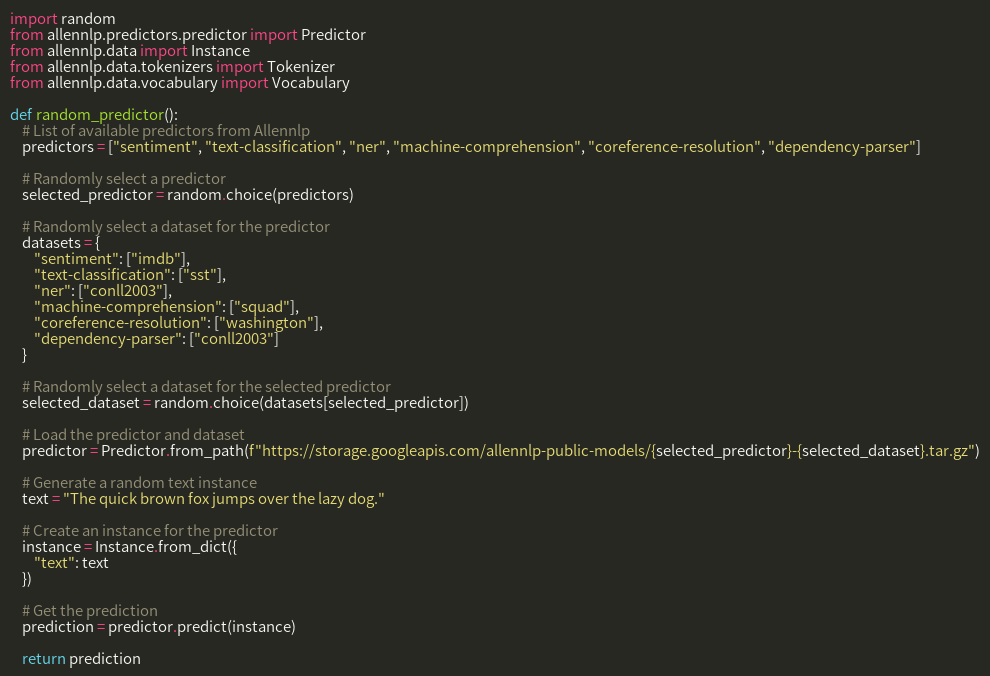 import random
from allennlp.predictors.predictor import Predictor
from allennlp.data import Instance
from allennlp.data.tokenizers import Tokenizer
from allennlp.data.vocabulary import Vocabulary

def random_predictor():
    # List of available predictors from Allennlp
    predictors = ["sentiment", "text-classification", "ner", "machine-comprehension", "coreference-resolution", "dependency-parser"]

    # Randomly select a predictor
    selected_predictor = random.choice(predictors)

    # Randomly select a dataset for the predictor
    datasets = {
        "sentiment": ["imdb"],
        "text-classification": ["sst"],
        "ner": ["conll2003"],
        "machine-comprehension": ["squad"],
        "coreference-resolution": ["washington"],
        "dependency-parser": ["conll2003"]
    }

    # Randomly select a dataset for the selected predictor
    selected_dataset = random.choice(datasets[selected_predictor])

    # Load the predictor and dataset
    predictor = Predictor.from_path(f"https://storage.googleapis.com/allennlp-public-models/{selected_predictor}-{selected_dataset}.tar.gz")

    # Generate a random text instance
    text = "The quick brown fox jumps over the lazy dog."

    # Create an instance for the predictor
    instance = Instance.from_dict({
        "text": text
    })

    # Get the prediction
    prediction = predictor.predict(instance)

    return prediction